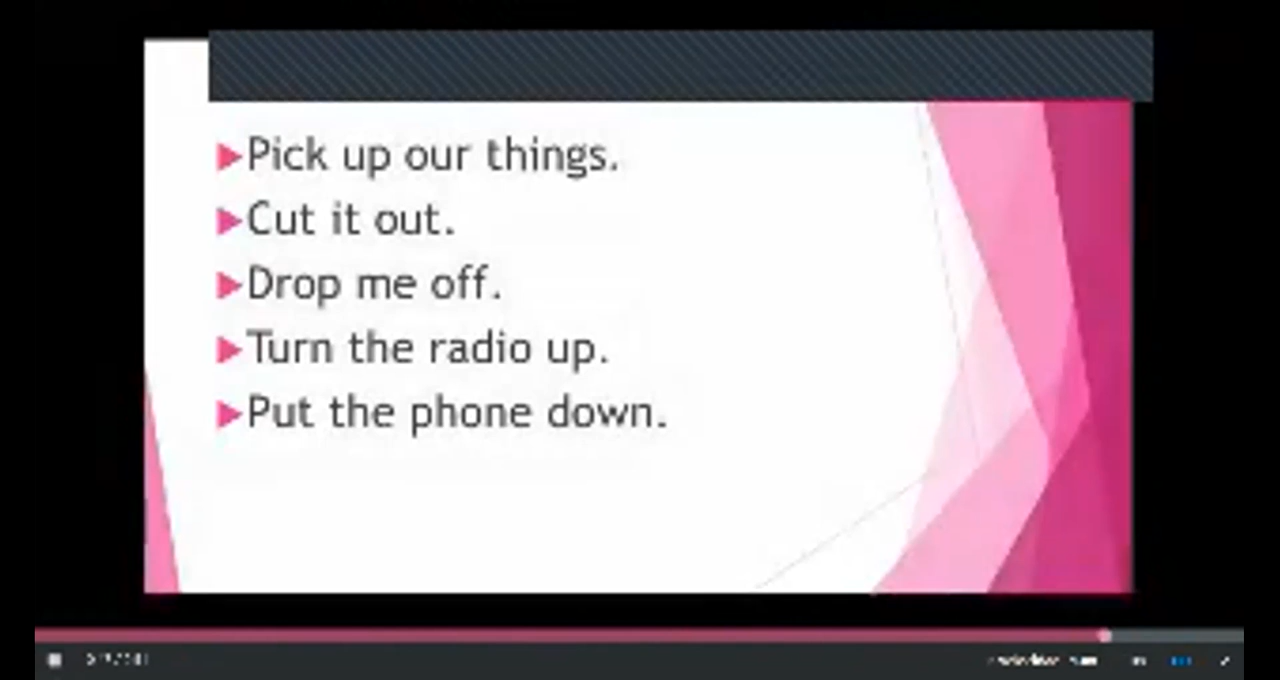 Pick up our things.
Cut it out.
Drop me off.
Turn the radio up.
Put the phone down.